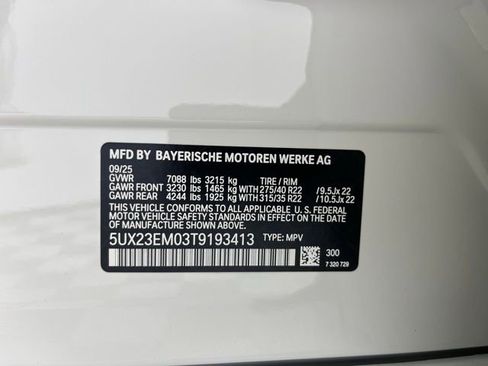 MFD BY BAYERISCHE MOTOREN WERKE AG
09/25
GVWR 7088 lbs 3215 kg TIRE / RIM
GAWR FRONT 3230 lbs 1465 kg WITH 275/40 R22 /9.5Jx 22
GAWR REAR 4244 lbs 1925 kg WITH 315/35 R22 /10.5Jx 22
THIS VEHICLE CONFORMS TO ALL APPLICABLE U.S. FEDERAL
MOTOR VEHICLE SAFETY STANDARDS IN EFFECT ON THE DATE
OF MANUFACTURE SHOWN ABOVE.
5UX23EM03T9193413 TYPE: MPV
300
7 320 729